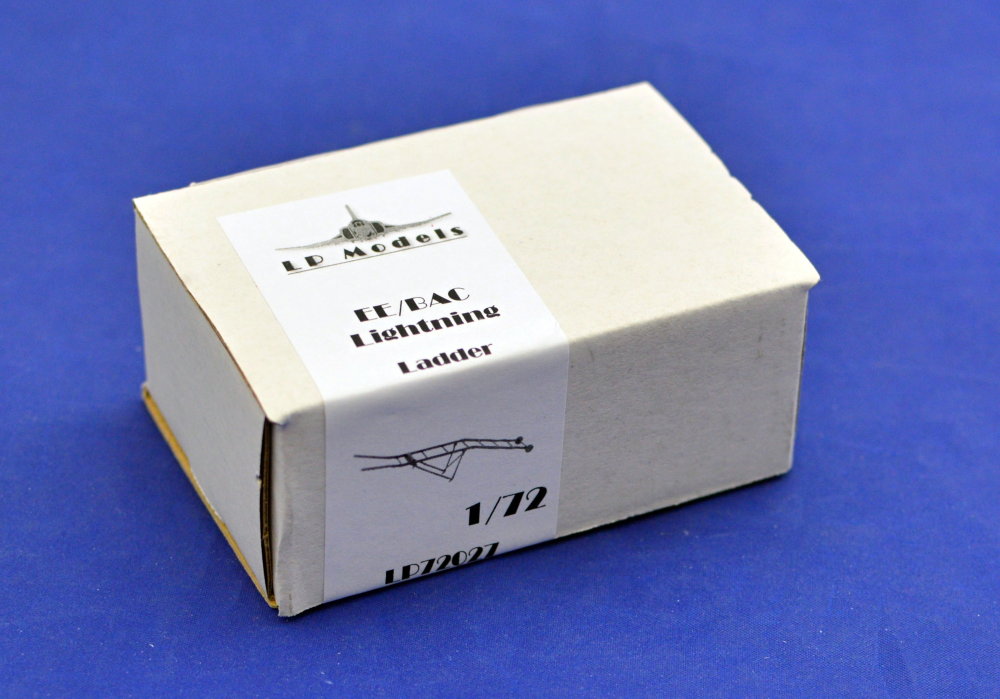 LP Models
EE/BAC
Lightning
Ladder
1/72
LP72027